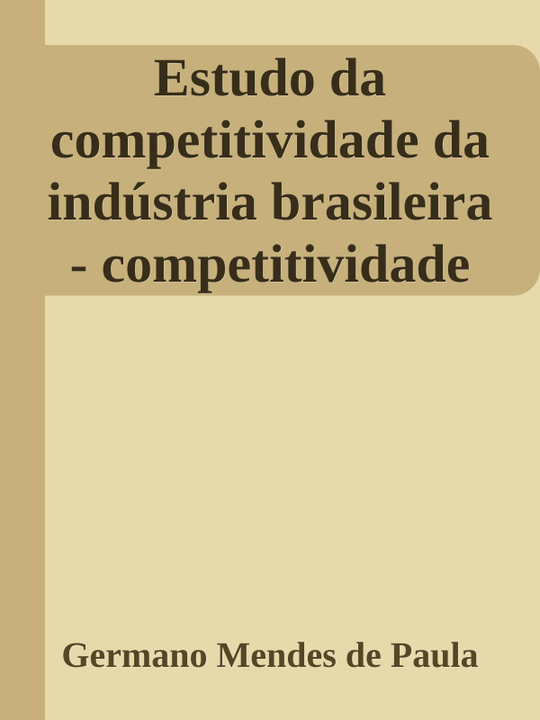 Estudo da
competitividade da
indústria brasileira
- competitividade
Germano Mendes de Paula